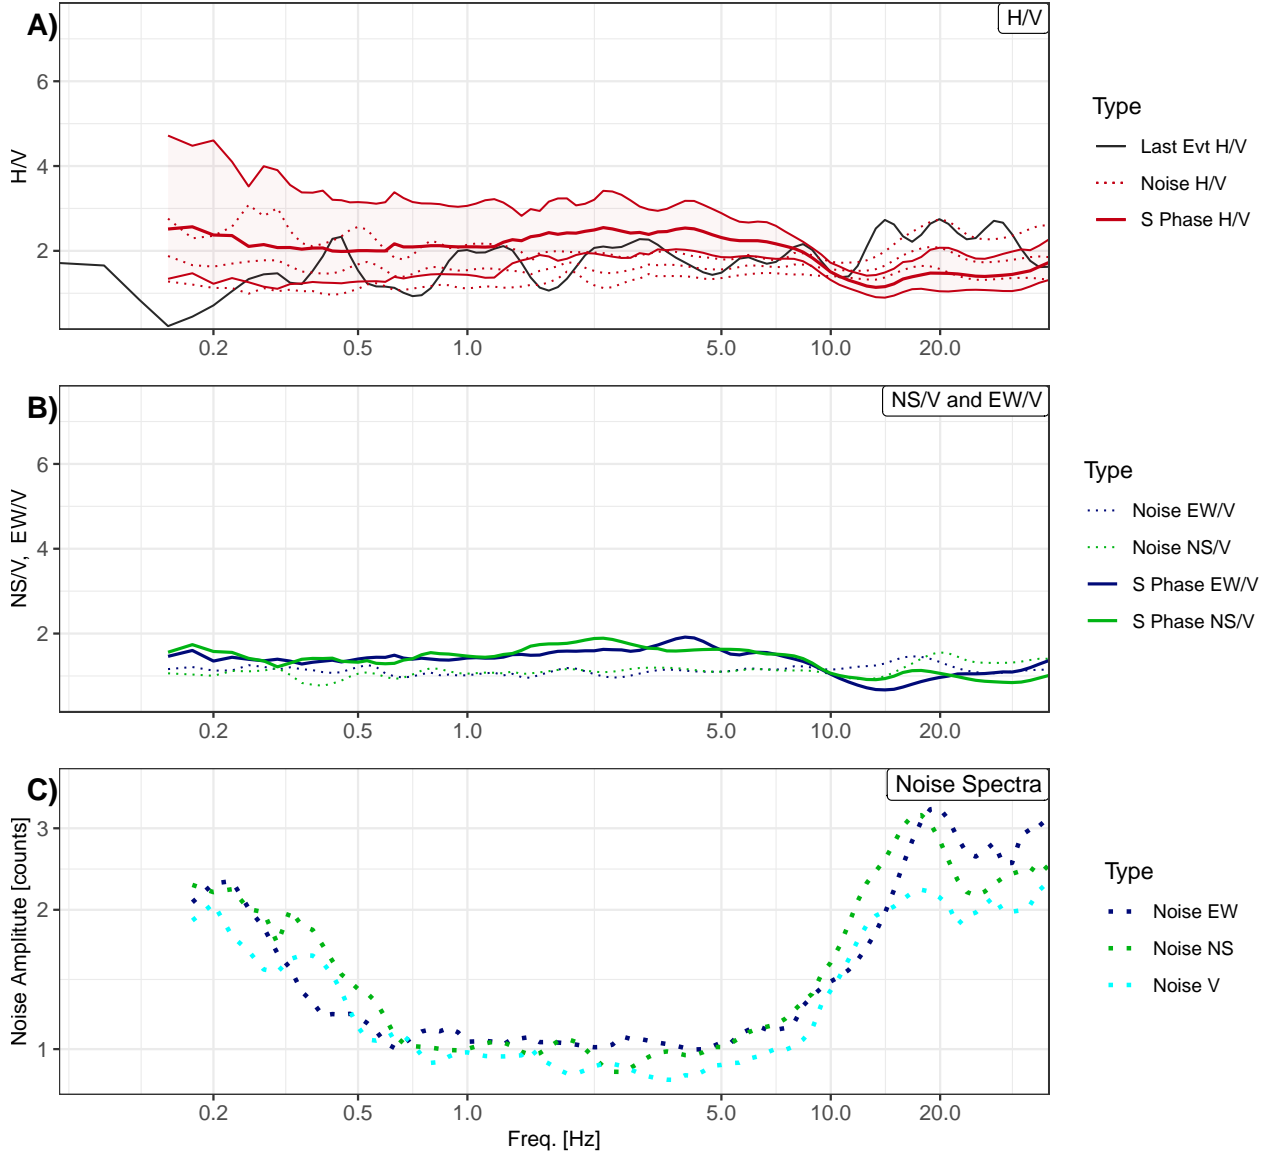 A)
H/V
6
4
2
H/V
0.2 0.5 1.0 5.0 10.0 20.0
Type
Last Evt H/V
Noise H/V
S Phase H/V
B)
NS/V and EW/V
6
4
2
NS/V, EW/V
0.2 0.5 1.0 5.0 10.0 20.0
Type
Noise EW/V
Noise NS/V
S Phase EW/V
S Phase NS/V
C)
Noise Spectra
3
2
1
Noise Amplitute [counts]
0.2 0.5 1.0 5.0 10.0 20.0
Freq. [Hz]
Type
Noise EW
Noise NS
Noise V